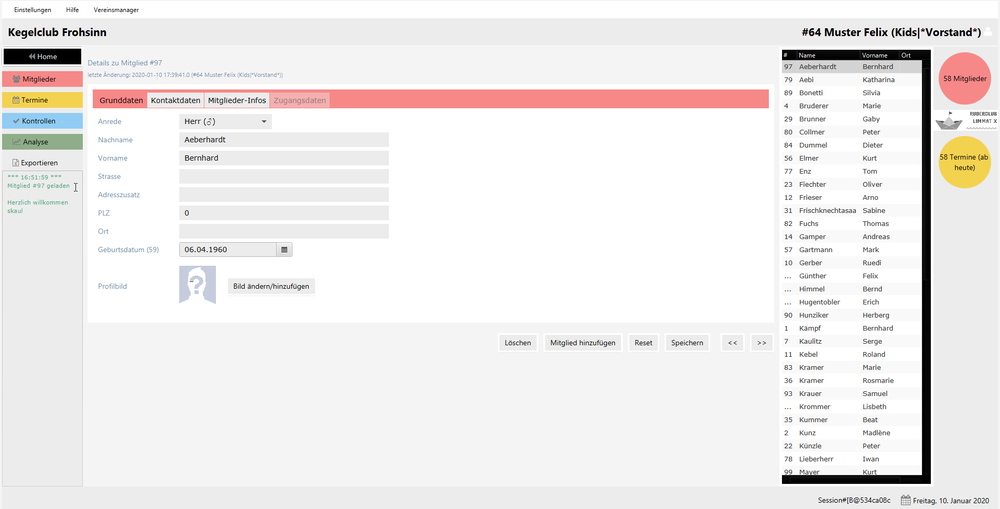 Einstellungen Hilfe Vereinsmanager
Kegelclub Frohsinn
#64 Muster Felix (Kids|*Vorstand*)
Home
Mitglieder
Termine
Kontrollen
Analyse
Exportieren
*** 16:51:59 ***
Mitglied #97 geladen
Herzlich willkommen
skaul
Details zu Mitglied #97
letzte Änderung: 2020-01-10 17:39:41.0 (#64 Muster Felix (Kids|*Vorstand*))
Grunddaten Kontaktdaten Mitglieder-Infos Zugangsdaten
Anrede Herr (♂)
Nachname Aeberhardt
Vorname Bernhard
Strasse
Adresszusatz
PLZ 0
Ort
Geburtsdatum (59) 06.04.1960
Profilbild ? Bild ändern/hinzufügen
Löschen Mitglied hinzufügen Reset Speichern << >>
# Name Vorname Ort
97 Aeberhardt Bernhard
79 Aebi Katharina
89 Bonetti Silvia
4 Bruderer Marie
29 Brunner Gaby
80 Collmer Peter
84 Dummel Dieter
56 Elmer Kurt
77 Enz Tom
23 Fiechter Oliver
12 Frieser Arno
31 Frischknechtasaa Sabine
82 Fuchs Thomas
14 Gamper Andreas
57 Gartmann Mark
10 Gerber Ruedi
... Günther Felix
... Himmel Bernd
... Hugentobler Erich
90 Hunziker Herberg
1 Kämpf Bernhard
7 Kaulitz Serge
11 Kebel Roland
83 Kramer Marie
36 Kramer Rosmarie
93 Krauer Samuel
... Krommer Lisbeth
35 Kummer Beat
2 Kunz Madlène
22 Künzle Peter
78 Lieberherr Iwan
99 Mayer Kurt
58 Mitglieder
RUDERCLUB
LIMMAT X
58 Termine (ab
heute)
Session#[B@534ca08c
Freitag, 10. Januar 2020